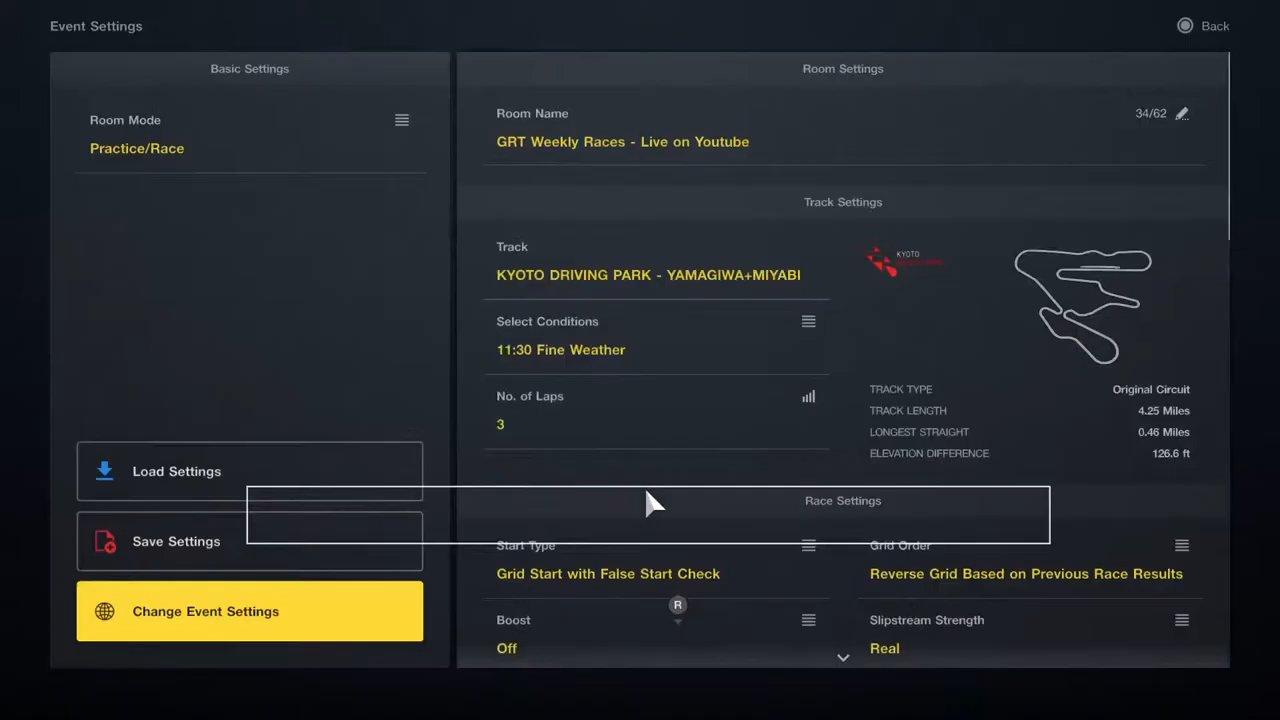 Event Settings
Back
Basic Settings
Room Mode
Practice/Race
Load Settings
Save Settings
Change Event Settings
Room Settings
Room Name
34/62
GRT Weekly Races - Live on Youtube
Track Settings
Track
KYOTO DRIVING PARK - YAMAGIWA+MIYABI
KYOTO
Select Conditions
11:30 Fine Weather
No. of Laps
3
TRACK TYPE Original Circuit
TRACK LENGTH 4.25 Miles
LONGEST STRAIGHT 0.46 Miles
ELEVATION DIFFERENCE 126.6 ft
Race Settings
Start Type
Grid Start with False Start Check
Grid Order
Reverse Grid Based on Previous Race Results
R
Boost
Off
Slipstream Strength
Real